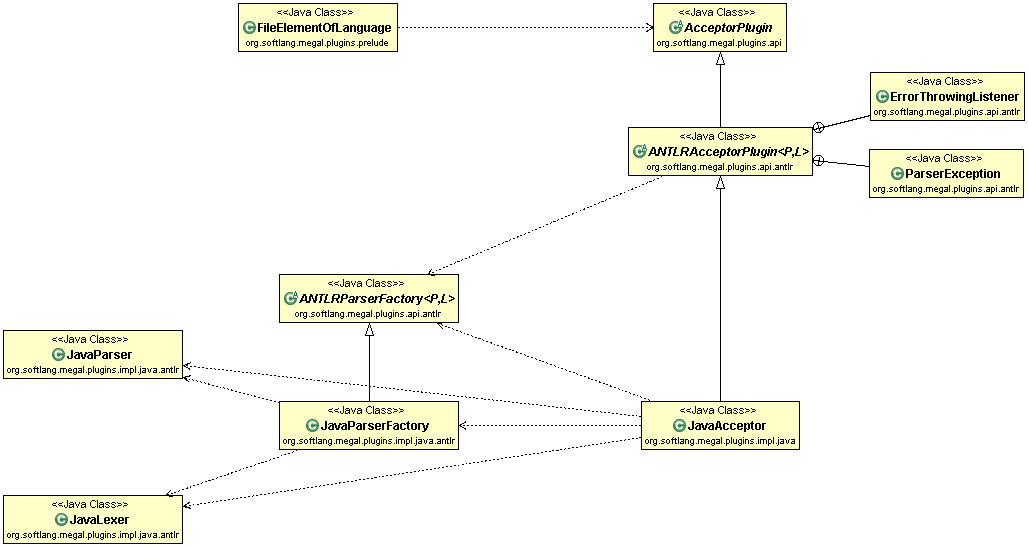 <<Java Class>>
FileElementOfLanguage
org.softlang.megal.plugins.prelude
<<Java Class>>
AcceptorPlugin
org.softlang.megal.plugins.api
<<Java Class>>
ErrorThrowingListener
org.softlang.megal.plugins.api.antlr
<<Java Class>>
ANTLRAcceptorPlugin<P,L>
org.softlang.megal.plugins.api.antlr
<<Java Class>>
ParserException
org.softlang.megal.plugins.api.antlr
<<Java Class>>
ANTLRParserFactory<P,L>
org.softlang.megal.plugins.api.antlr
<<Java Class>>
JavaParser
org.softlang.megal.plugins.impl.java.antlr
<<Java Class>>
JavaParserFactory
org.softlang.megal.plugins.impl.java.antlr
<<Java Class>>
JavaAcceptor
org.softlang.megal.plugins.impl.java
<<Java Class>>
JavaLexer
org.softlang.megal.plugins.impl.java.antlr